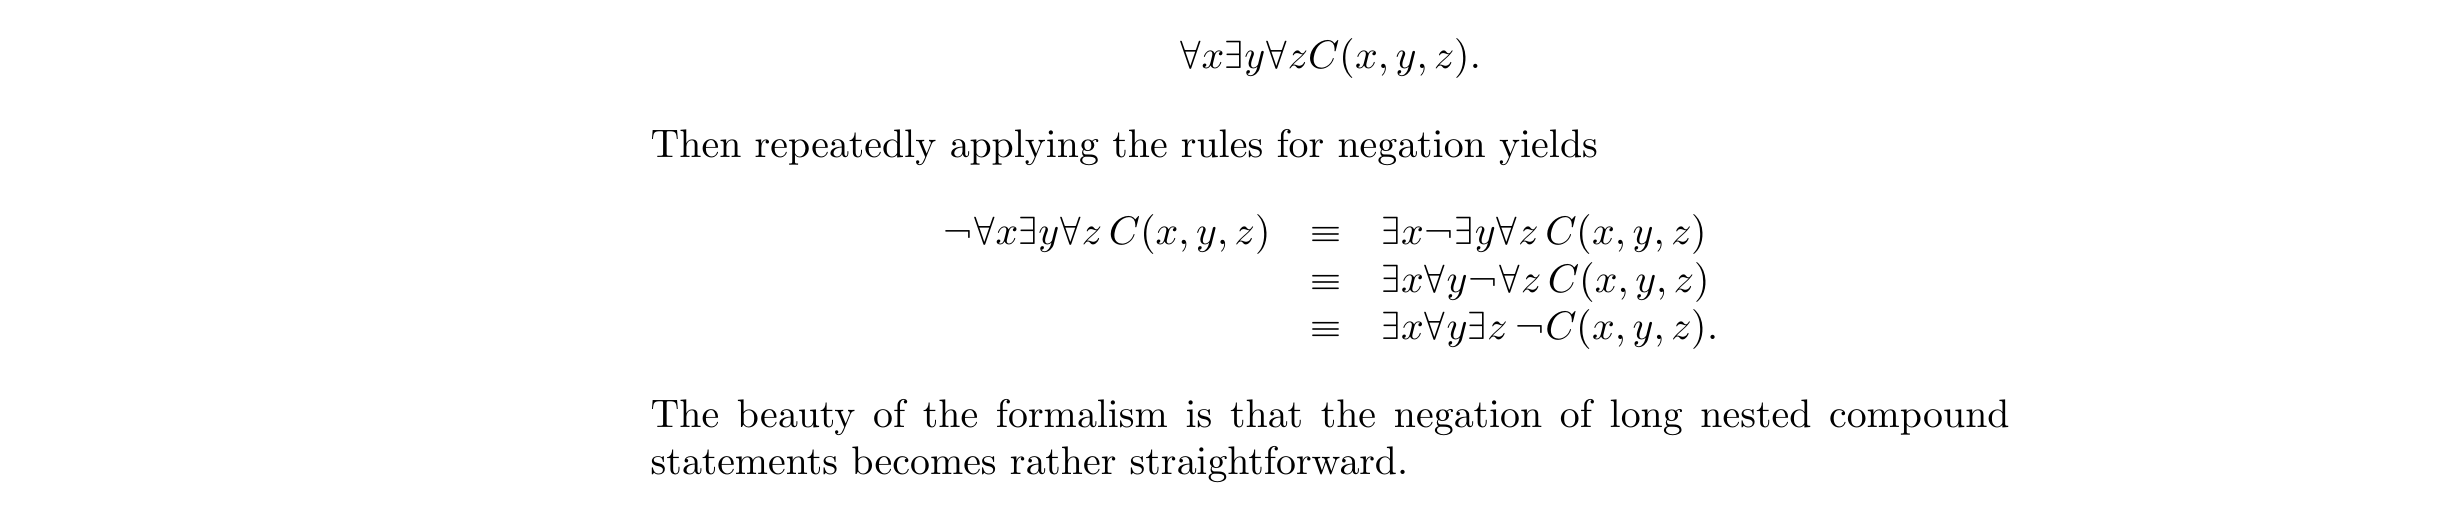 ∀x∃y∀zC(x, y, z).
Then repeatedly applying the rules for negation yields
¬∀x∃y∀z C(x, y, z) ≡ ∃x¬∃y∀z C(x, y, z)
≡ ∃x∀y¬∀z C(x, y, z)
≡ ∃x∀y∃z ¬C(x, y, z).
The beauty of the formalism is that the negation of long nested compound
statements becomes rather straightforward.